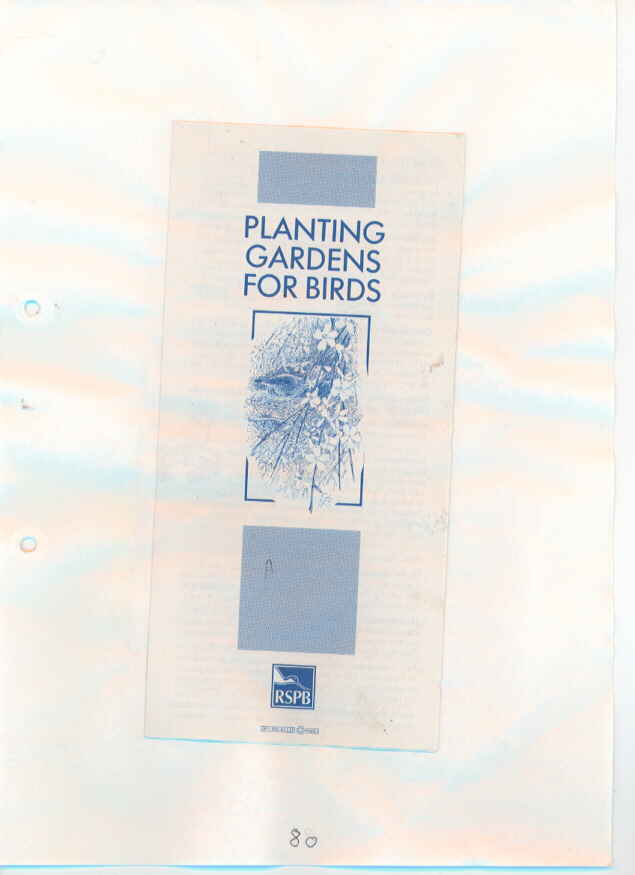 PLANTING
GARDENS
FOR BIRDS
A
RSPB
80